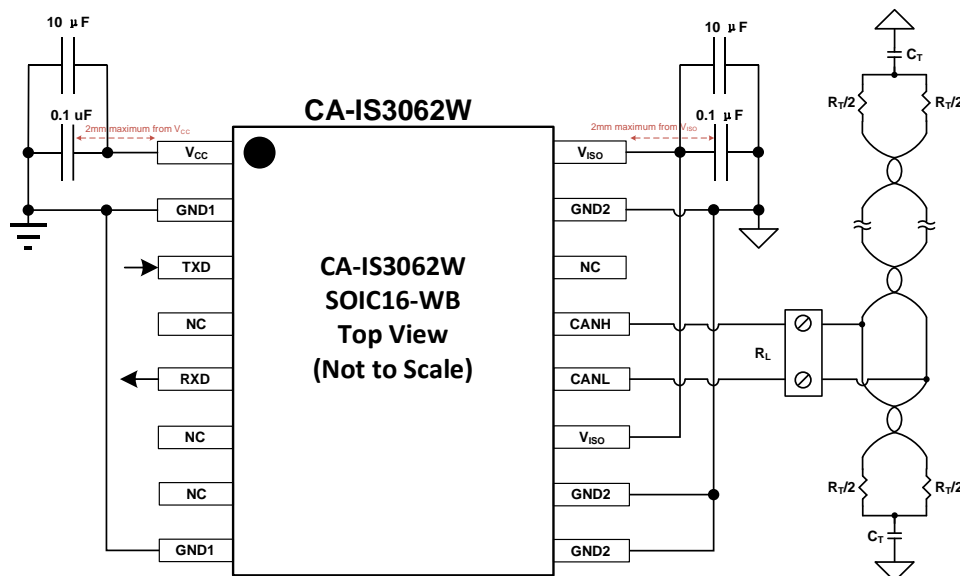 10 μF
0.1 uF
2mm maximum from VCC
CA-IS3062W
10 μF
0.1 μF
2mm maximum from VISO
CT
RT/2
RT/2
VCC
GND1
TXD
NC
RXD
NC
NC
GND1
CA-IS3062W
SOIC16-WB
Top View
(Not to Scale)
VISO
GND2
NC
CANH
CANL
VISO
GND2
GND2
RL
RT/2
RT/2
CT